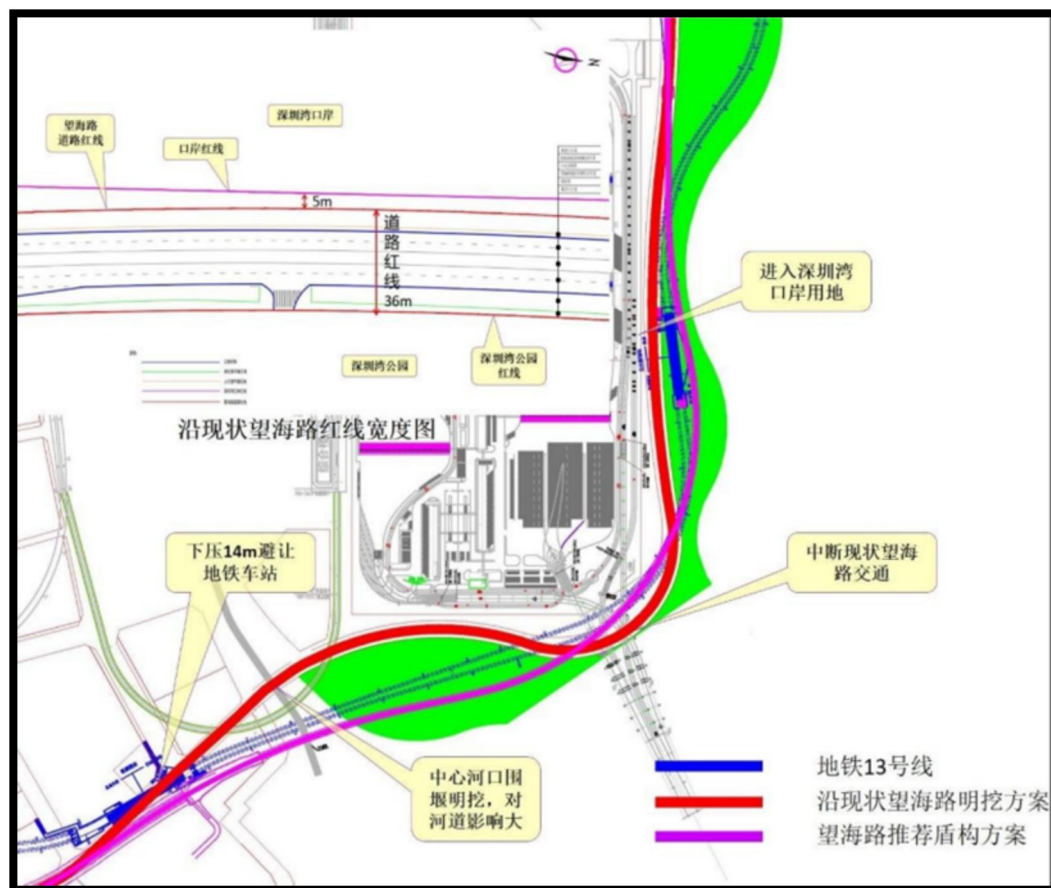 N
深圳湾口岸
望海路
道路红线
口岸红线
5m
道路红线
36m
进入深圳湾
口岸用地
深圳湾公园
深圳湾公园
红线
沿现状望海路红线宽度图
下压14m避让
地铁车站
中断现状望海
路交通
中心河口围
堰明挖，对
河道影响大
地铁13号线
沿现状望海路明挖方案
望海路推荐盾构方案